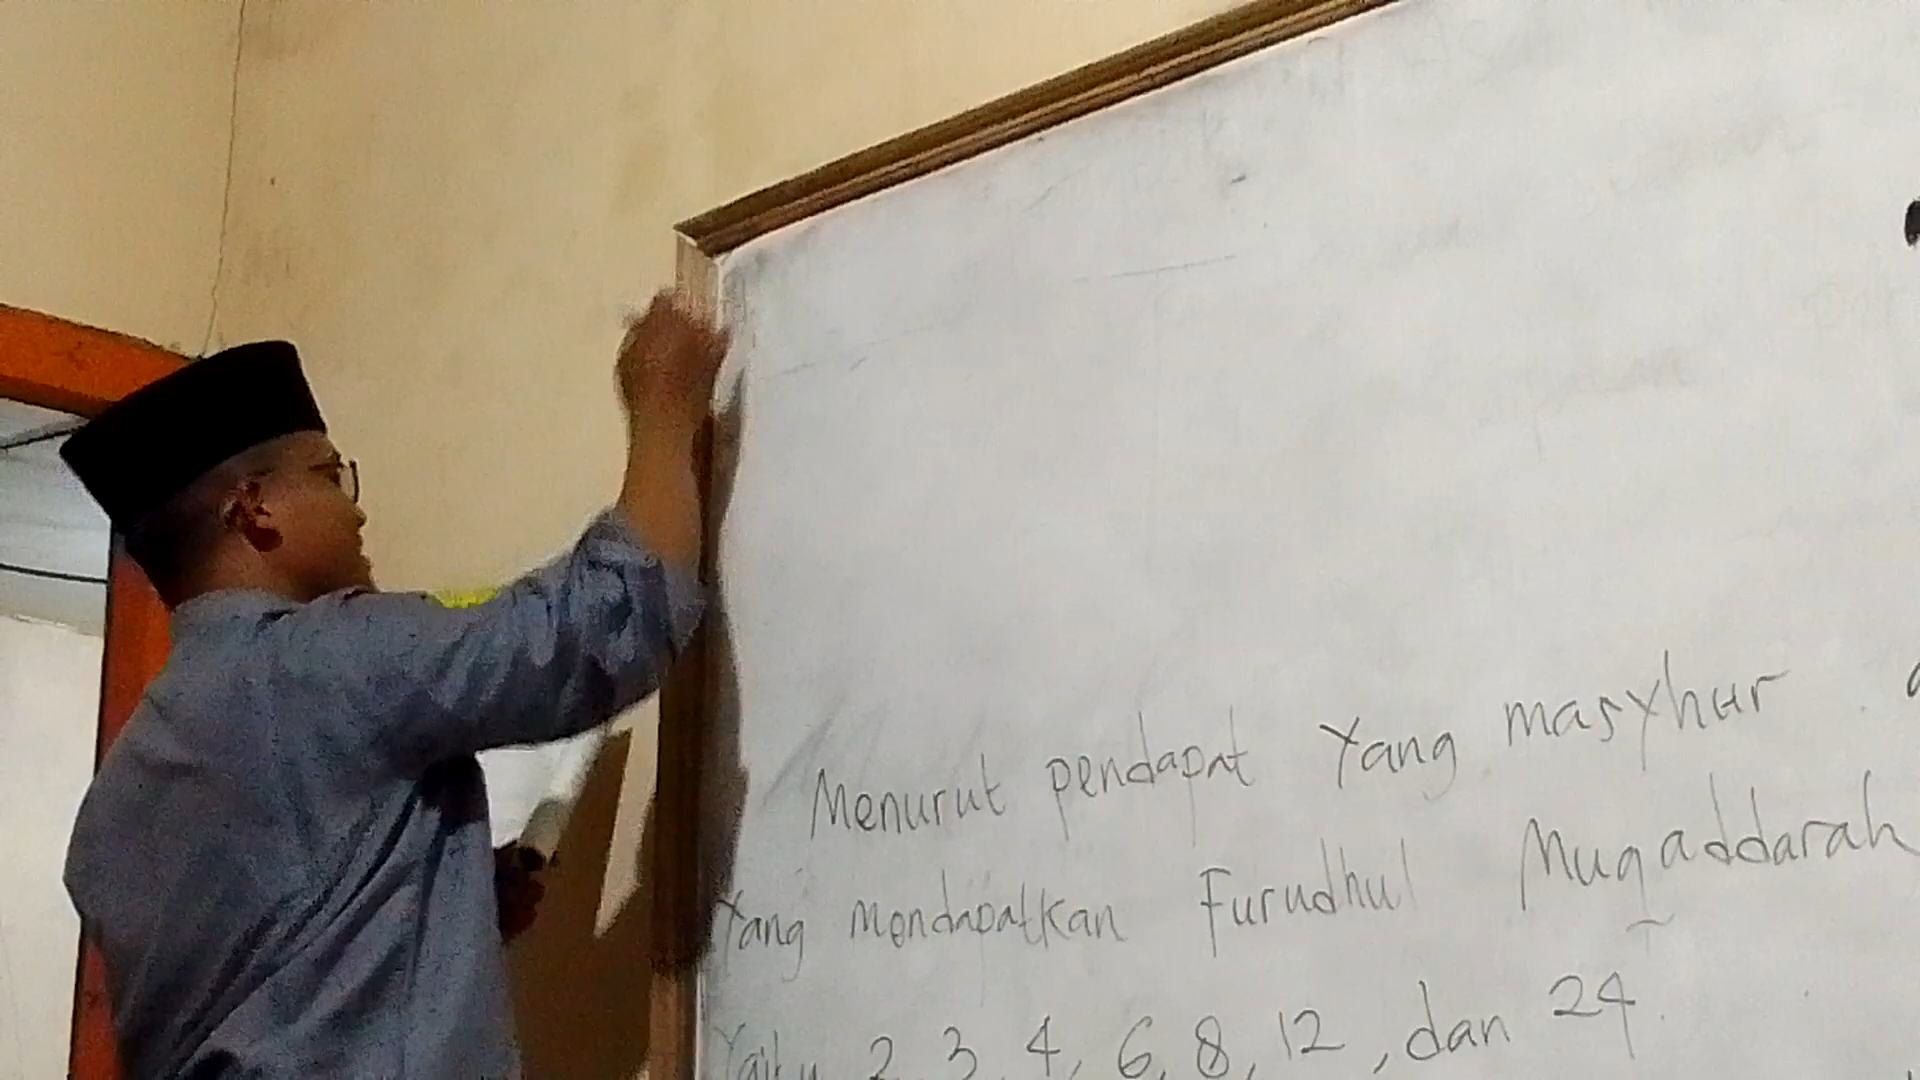 Menurut pendapat Yang masyhur
Yang mendapatkan Furudhul Muqaddarah
Yaitu 2, 3, 4, 6, 8, 12, dan 24.